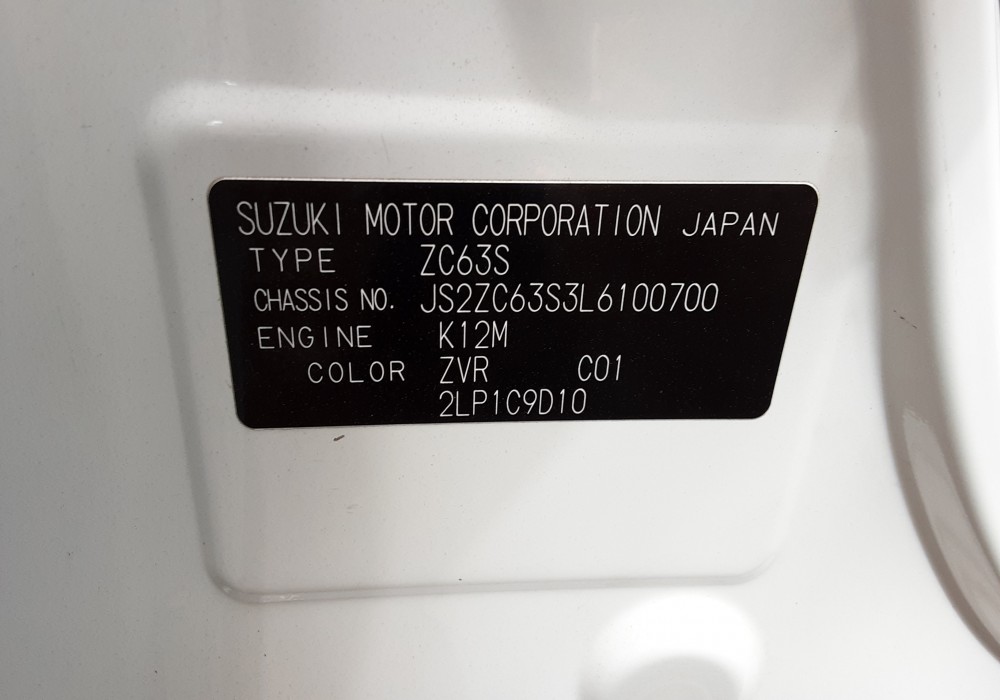 SUZUKI MOTOR CORPORATION JAPAN
TYPE ZC63S
CHASSIS NO. JS2ZC63S3L6100700
ENGINE K12M
COLOR ZVR C01
2LP1C9D10